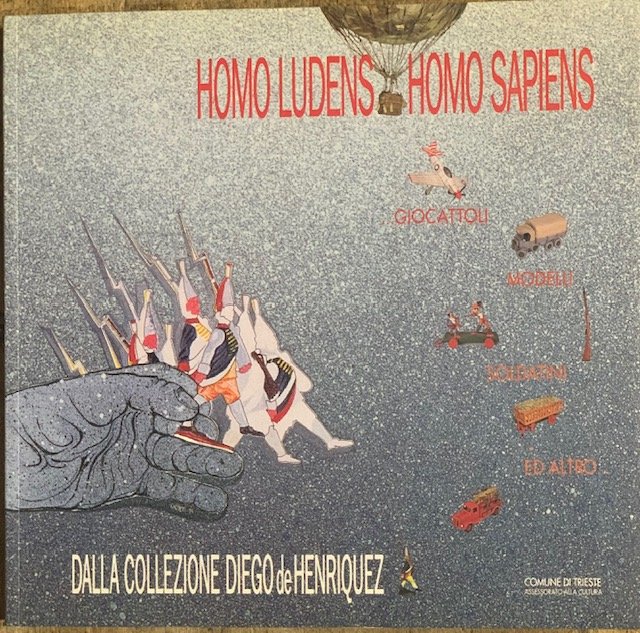 HOMO LUDENS HOMO SAPIENS
...GIOCATTOLI
MODELLI
SOLDATINI
ED ALTRO...
DALLA COLLEZIONE DIEGO de HENRIQUEZ
COMUNE DI TRIESTE
ASSESSORATO ALLA CULTURA